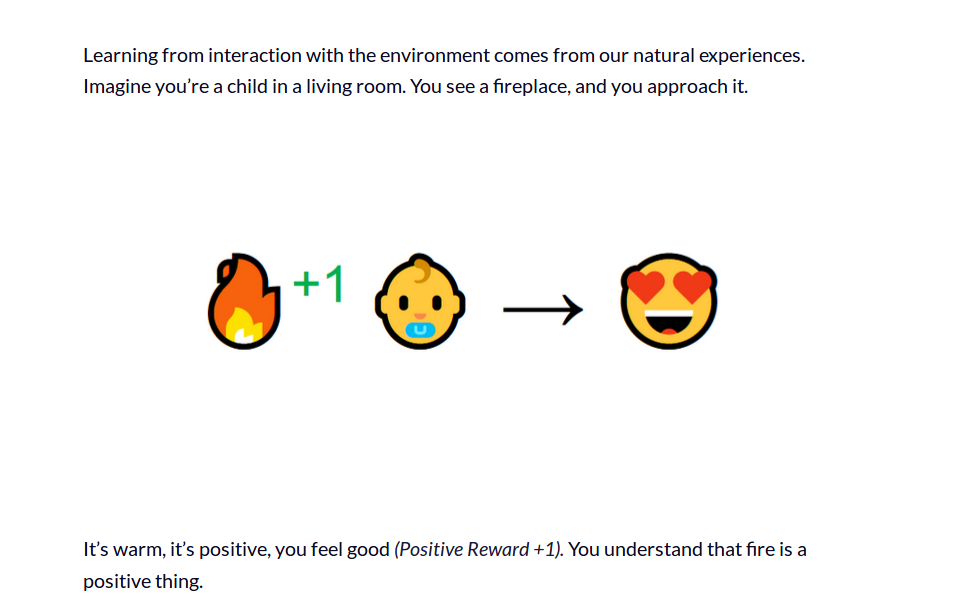 Learning from interaction with the environment comes from our natural experiences.
Imagine you’re a child in a living room. You see a fireplace, and you approach it.
+1
It’s warm, it’s positive, you feel good (Positive Reward +1). You understand that fire is a
positive thing.